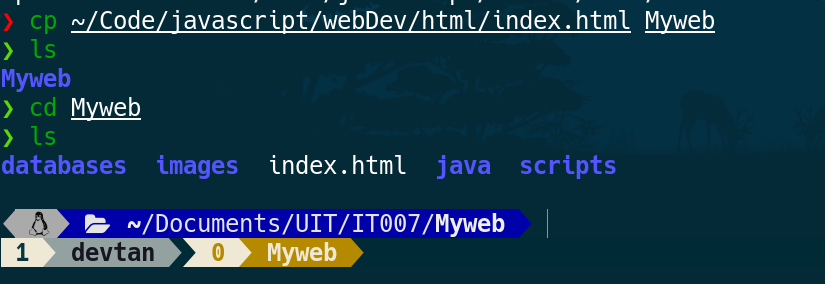 ❯ cp ~/Code/javascript/webDev/html/index.html Myweb
❯ ls
Myweb
❯ cd Myweb
❯ ls
databases images index.html java scripts
~/Documents/UIT/IT007/Myweb
1 devtan 0 Myweb